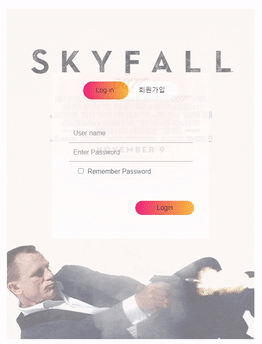 SKYFALL
Log in 회원가입
User name
Enter Password
NOVEMBER 9
Remember Password
Login